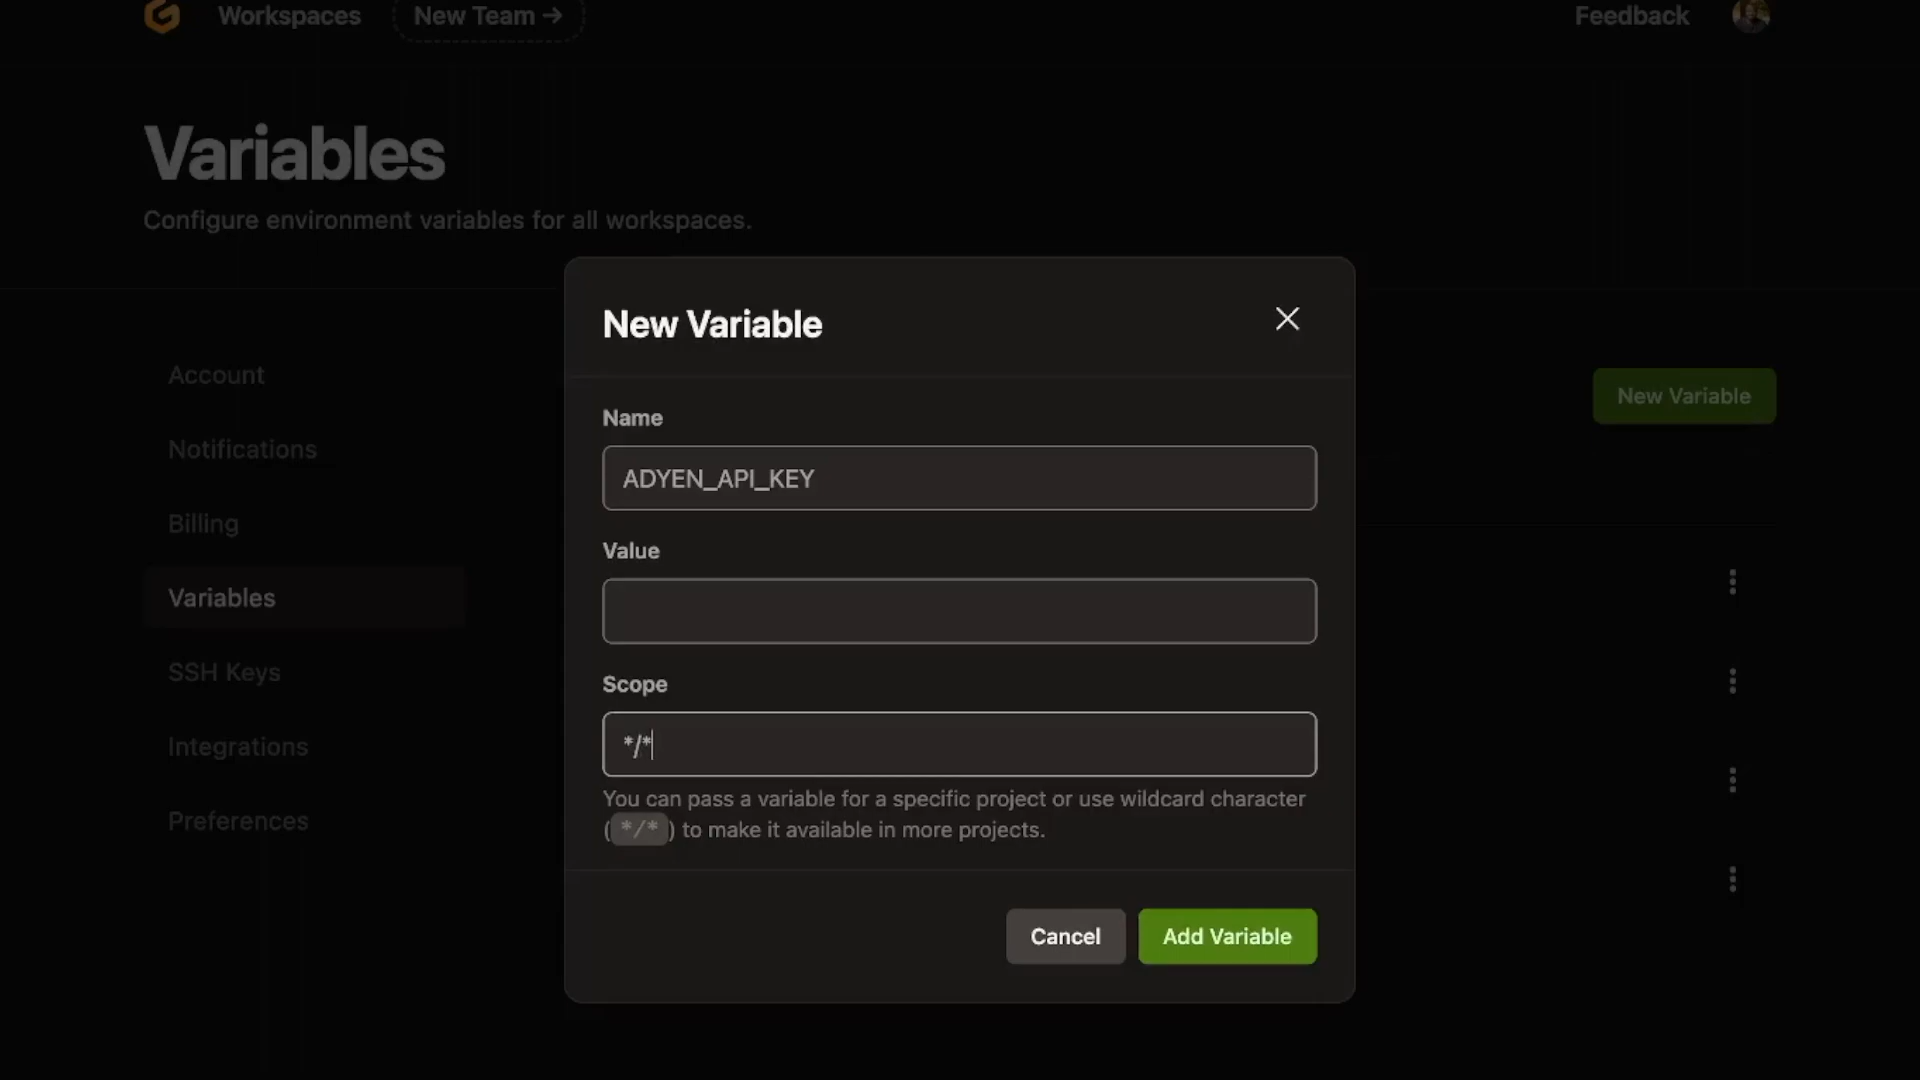 Workspaces
New Team →
Feedback
Variables
Configure environment variables for all workspaces.
Account
Notifications
Billing
Variables
SSH Keys
Integrations
Preferences
New Variable
New Variable
Name
ADYEN_API_KEY
Value
Scope
*/*
You can pass a variable for a specific project or use wildcard character
( */* ) to make it available in more projects.
Cancel
Add Variable